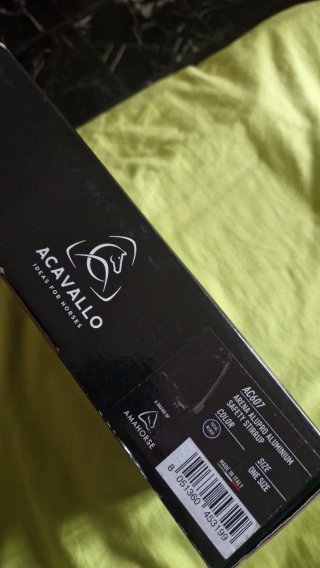 ACAVALLO
IDEAS FOR HORSES
AC607
ARENA ALUPRO ALUMINIUM
SAFETY STIRRUP
COLOR
SIZE
ONE SIZE
A BRAND OF
AMAHORSE
MADE IN ITALY
8 051360 453199